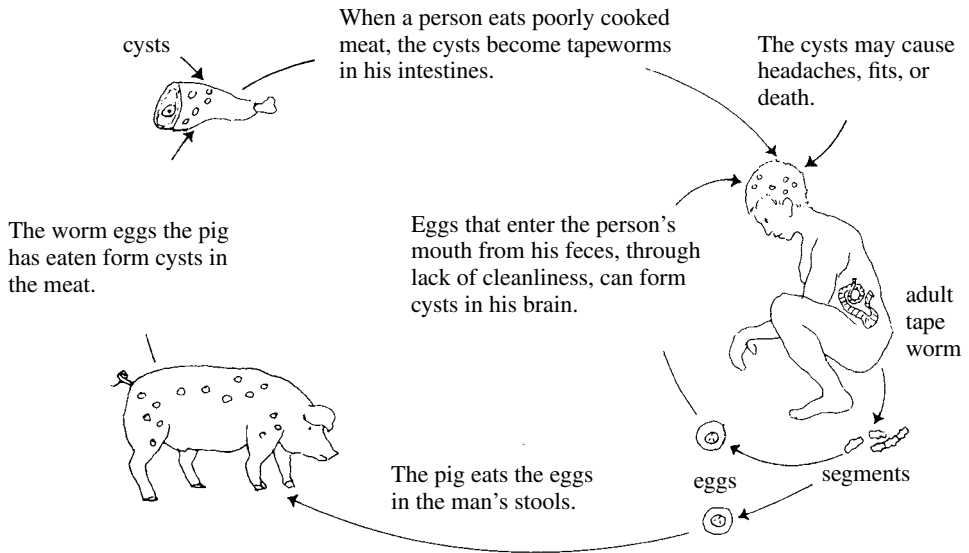 cysts
When a person eats poorly cooked
meat, the cysts become tapeworms
in his intestines.
The cysts may cause
headaches, fits, or
death.
The worm eggs the pig
has eaten form cysts in
the meat.
Eggs that enter the person's
mouth from his feces, through
lack of cleanliness, can form
cysts in his brain.
adult
tape
worm
The pig eats the eggs
in the man's stools.
eggs
segments